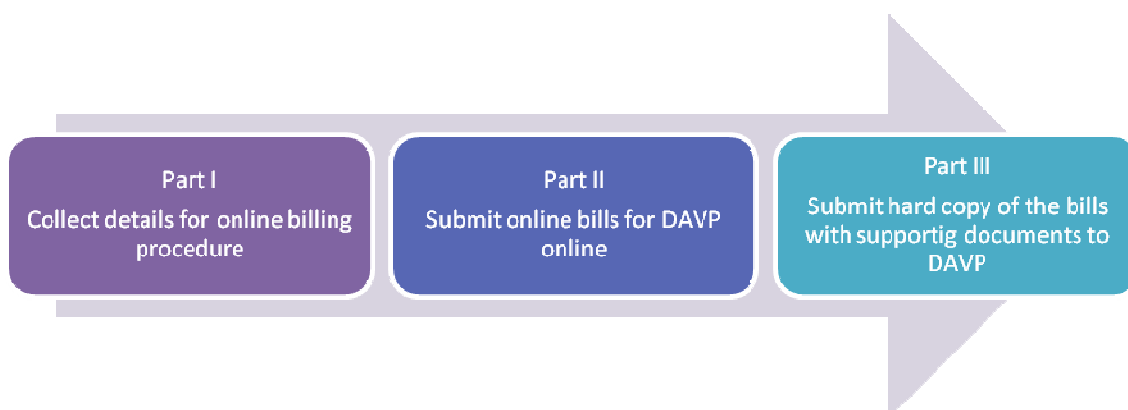 Part I
Collect details for online billing
procedure
Part II
Submit online bills for DAVP
online
Part III
Submit hard copy of the bills
with supportig documents to
DAVP